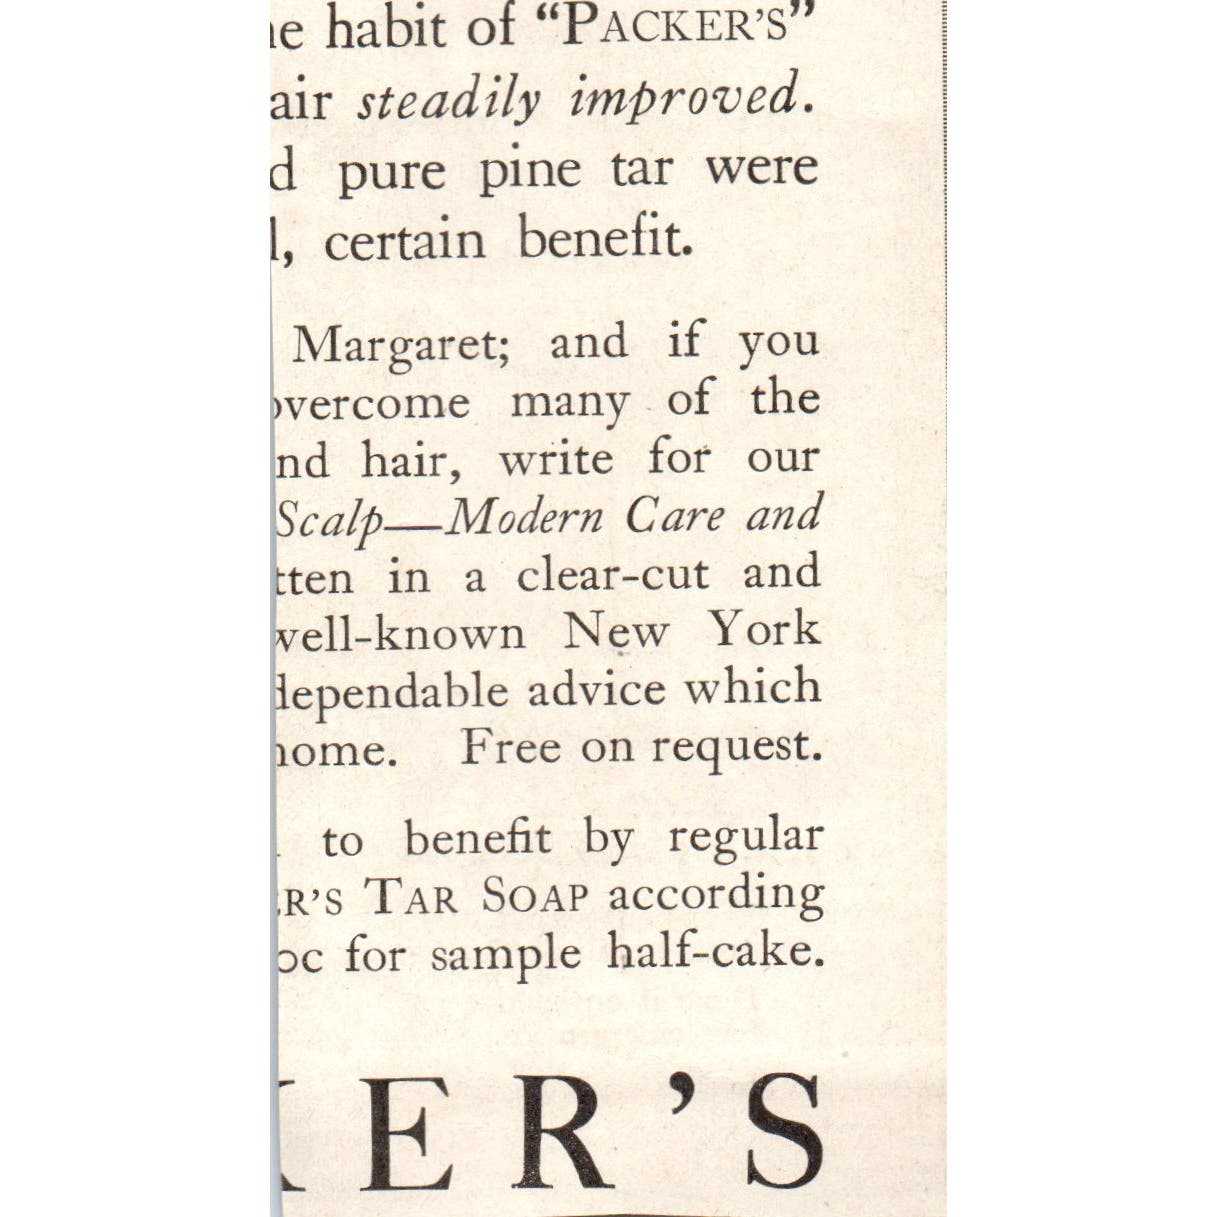 he habit of “PACKER’S”
air steadily improved.
d pure pine tar were
l, certain benefit.
Margaret; and if you
overcome many of the
nd hair, write for our
Scalp—Modern Care and
tten in a clear-cut and
well-known New York
dependable advice which
home. Free on request.
to benefit by regular
ER’S TAR SOAP according
oc for sample half-cake.
KER’S